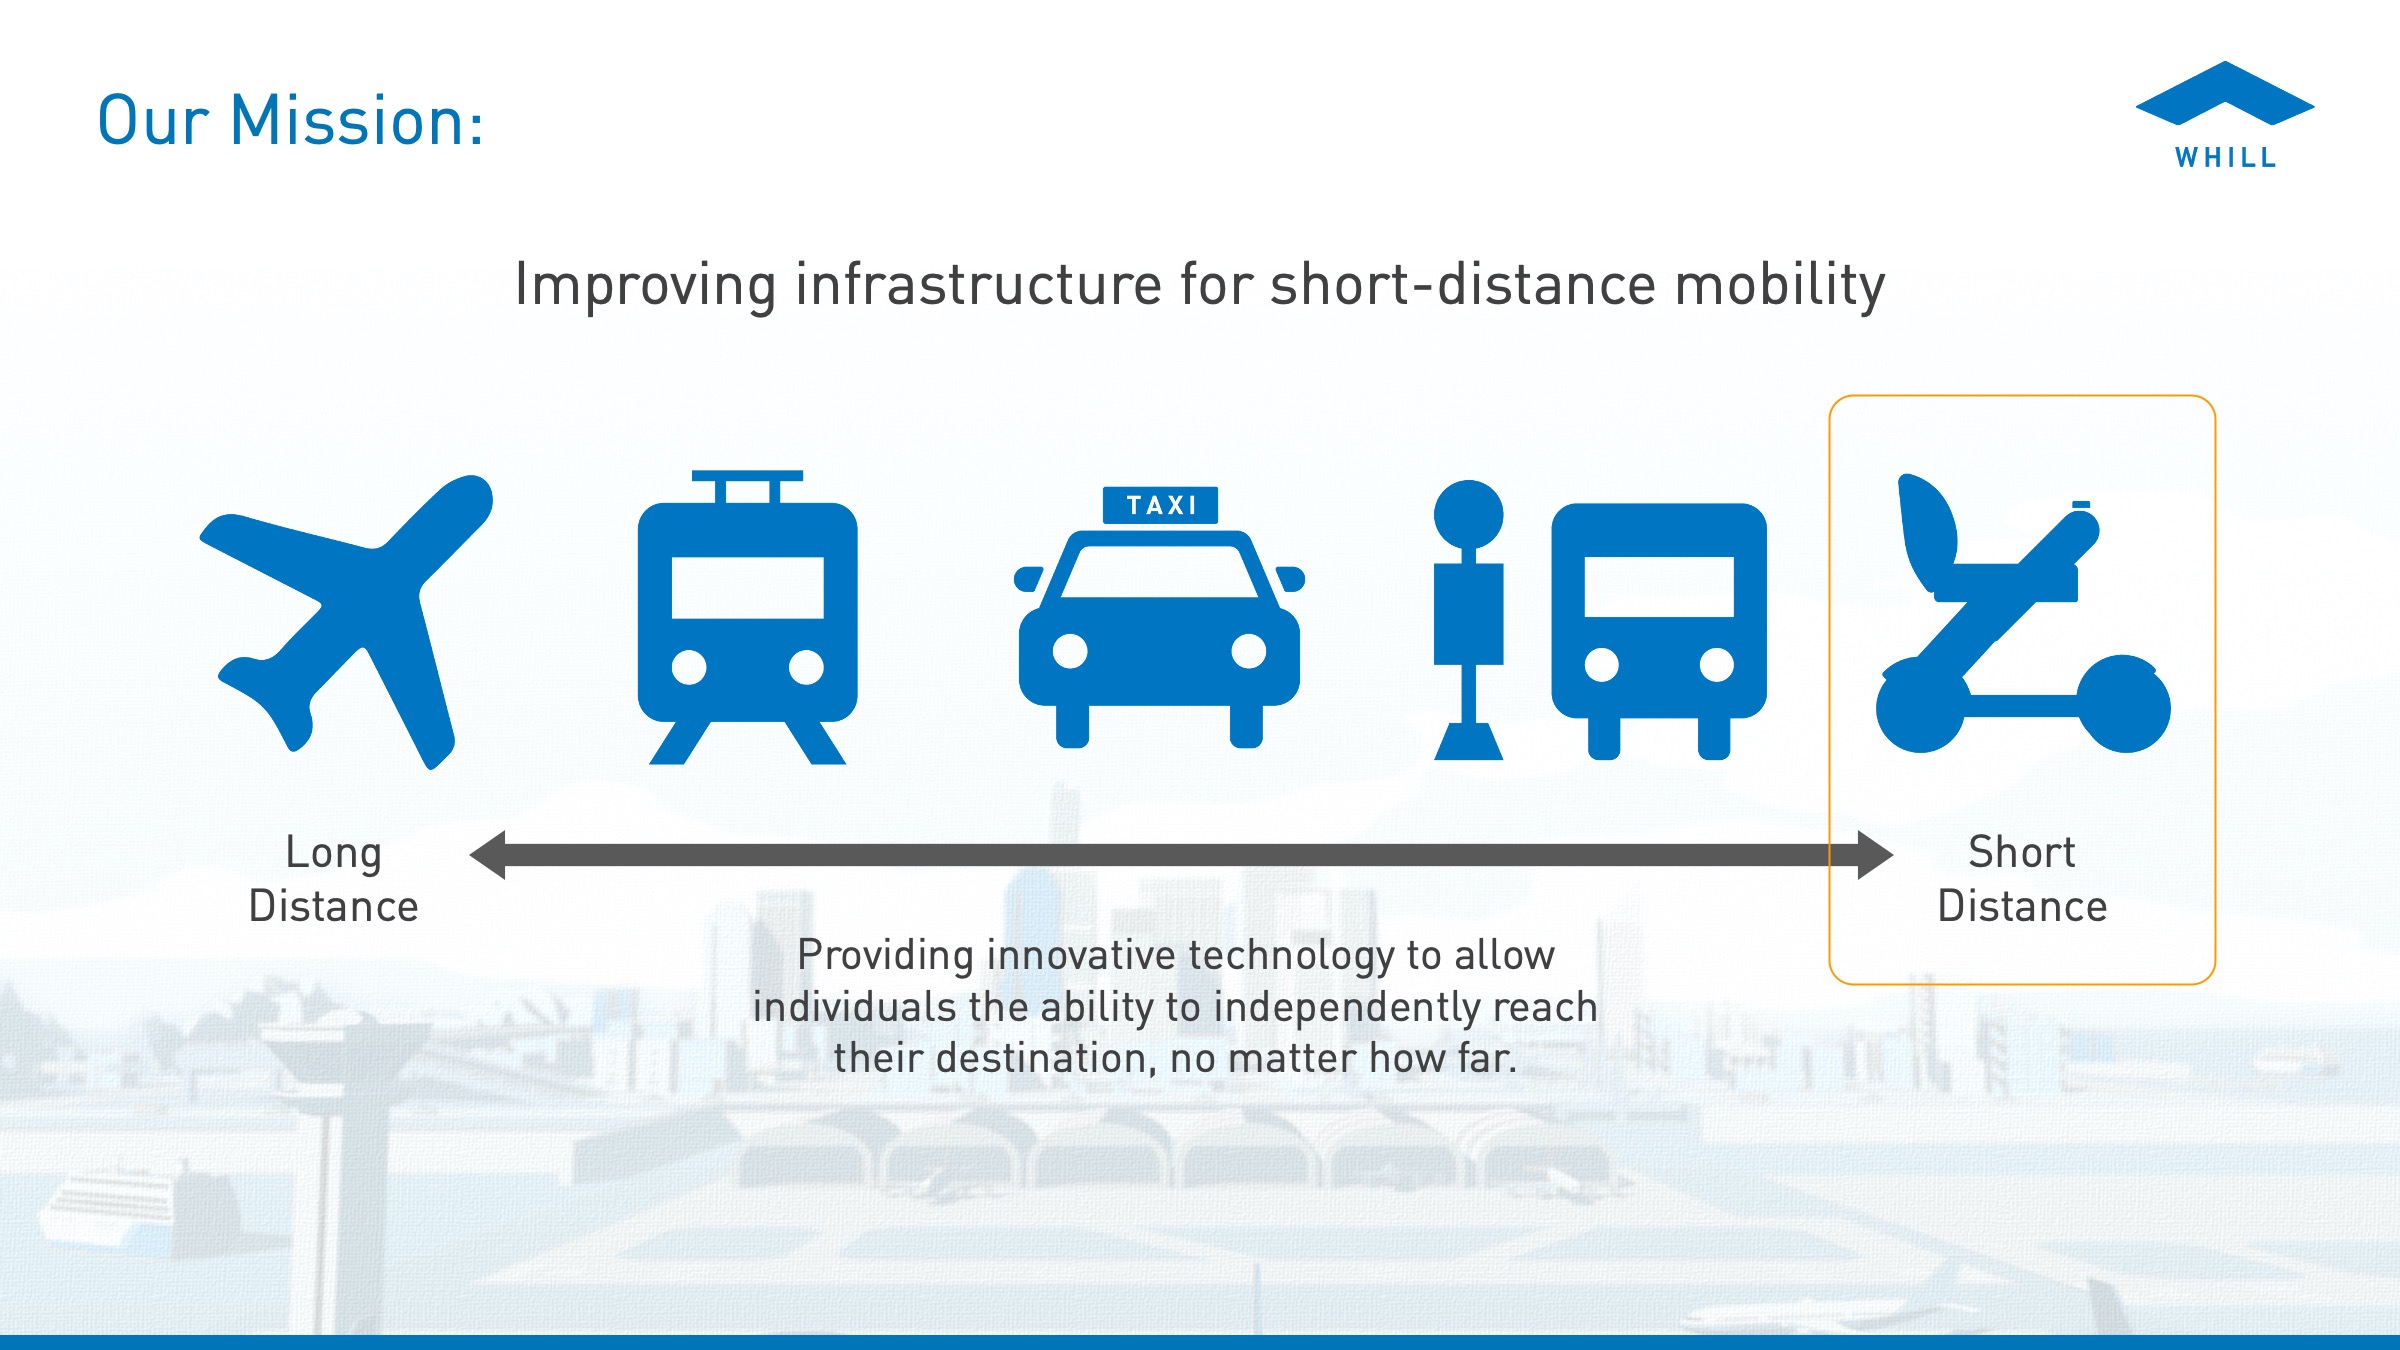 Our Mission:
WHILL
Improving infrastructure for short-distance mobility
TAXI
Long
Distance
Short
Distance
Providing innovative technology to allow
individuals the ability to independently reach
their destination, no matter how far.